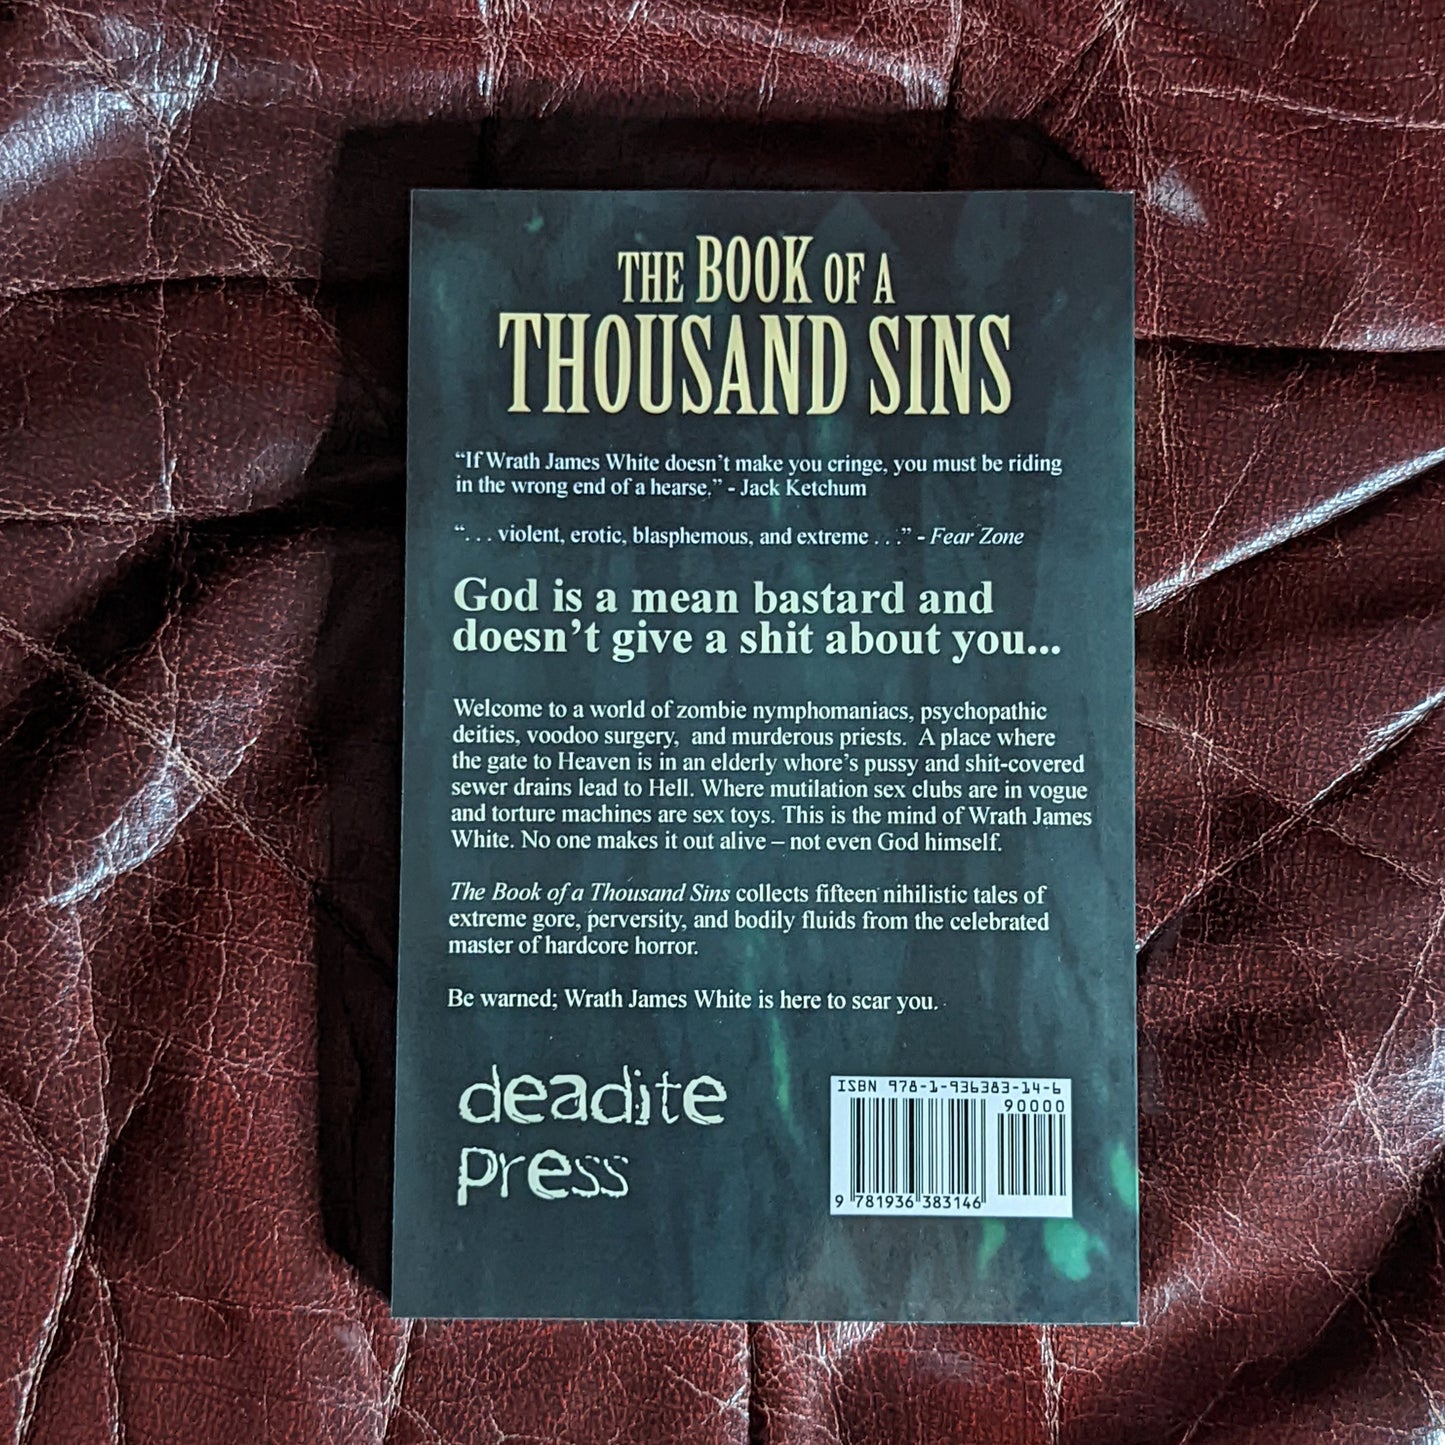 THE BOOK OF A
THOUSAND SINS
“If Wrath James White doesn’t make you cringe, you must be riding
in the wrong end of a hearse.” - Jack Ketchum
“. . . violent, erotic, blasphemous, and extreme . . .” - Fear Zone
God is a mean bastard and
doesn’t give a shit about you...
Welcome to a world of zombie nymphomaniacs, psychopathic
deities, voodoo surgery, and murderous priests. A place where
the gate to Heaven is in an elderly whore’s pussy and shit-covered
sewer drains lead to Hell. Where mutilation sex clubs are in vogue
and torture machines are sex toys. This is the mind of Wrath James
White. No one makes it out alive – not even God himself.
The Book of a Thousand Sins collects fifteen nihilistic tales of
extreme gore, perversity, and bodily fluids from the celebrated
master of hardcore horror.
Be warned; Wrath James White is here to scar you.
deadite
press
ISBN 978-1-936383-14-6
90000
9 781936 383146